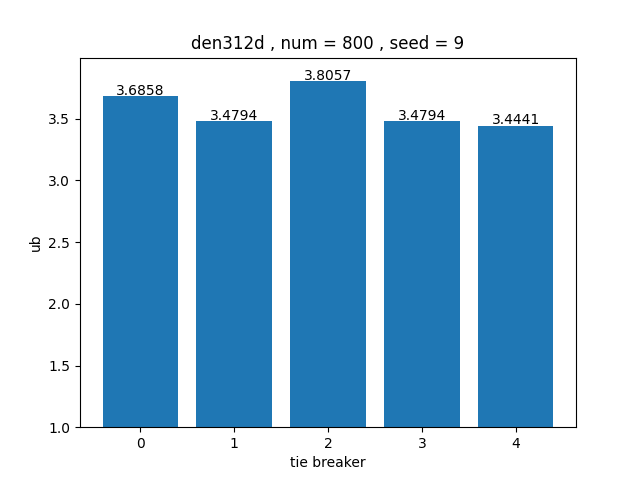 den312d , num = 800 , seed = 9
3.6858
3.4794
3.8057
3.4794
3.4441
3.5
3.0
2.5
2.0
1.5
1.0
ub
0 1 2 3 4
tie breaker